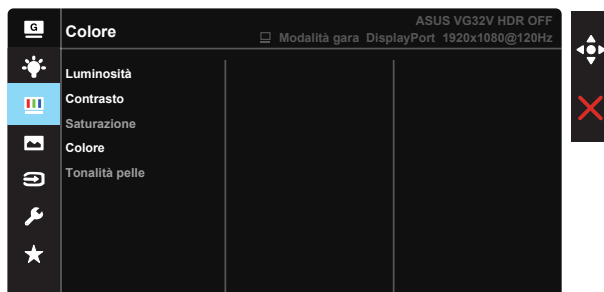 G
Colore
ASUS VG32V HDR OFF
Modalità gara DisplayPort 1920x1080@120Hz
Luminosità
Contrasto
Saturazione
Colore
Tonalità pelle